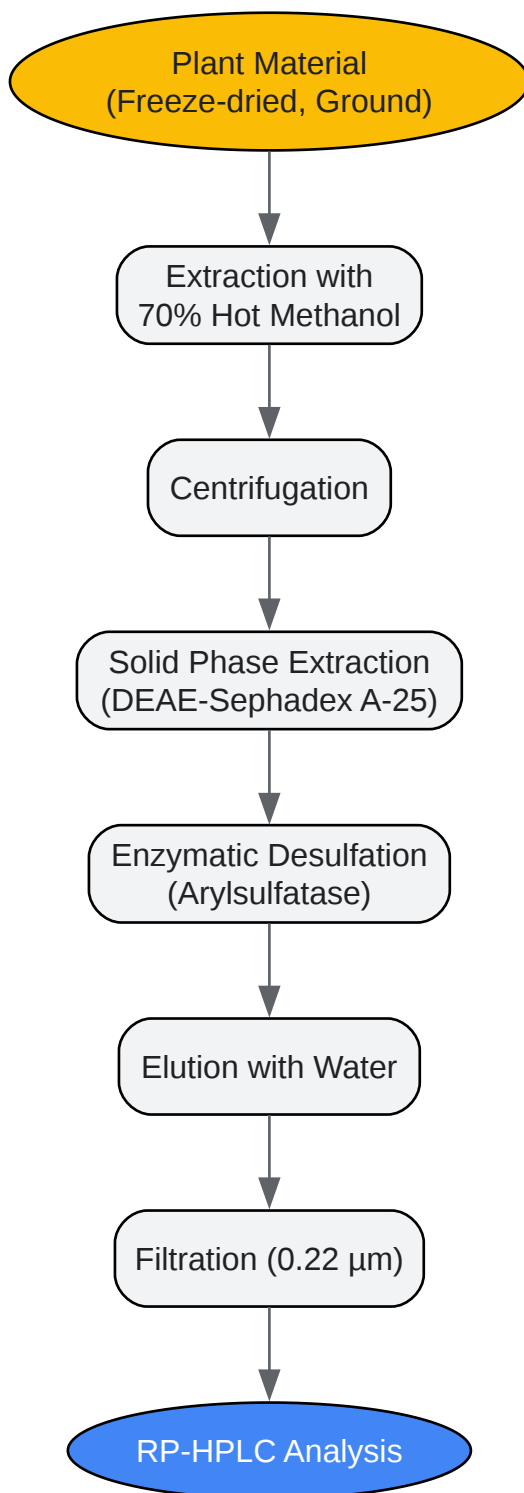 Plant Material
(Freeze-dried, Ground)
Extraction with
70% Hot Methanol
Centrifugation
Solid Phase Extraction
(DEAE-Sephadex A-25)
Enzymatic Desulfation
(Arylsulfatase)
Elution with Water
Filtration (0.22 µm)
RP-HPLC Analysis